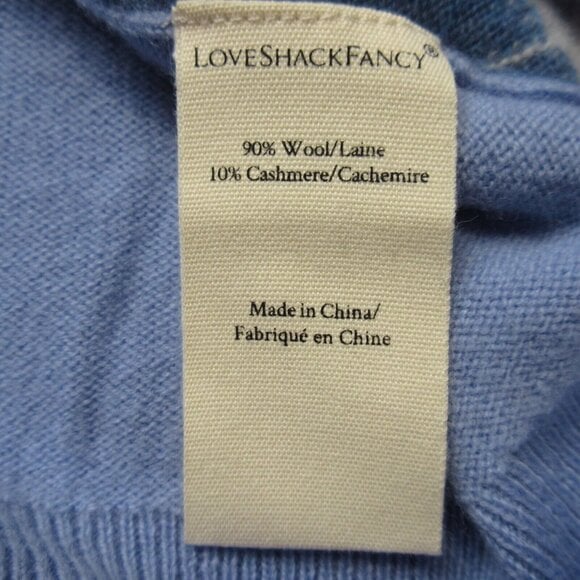 LOVESHACKFANCY®
90% Wool/Laine
10% Cashmere/Cachemire
Made in China/
Fabriqué en Chine